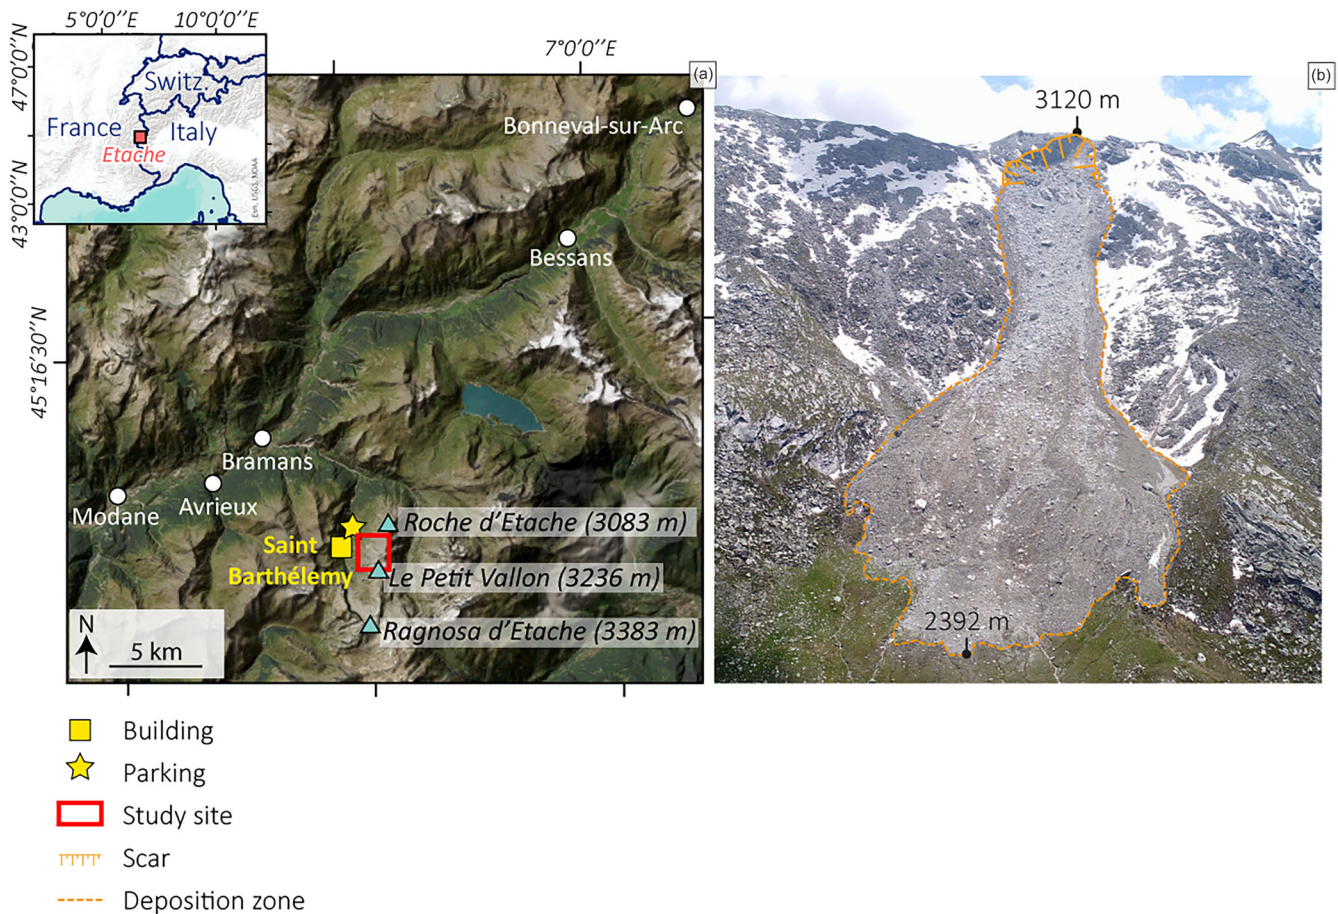 5°0'0''E
10°0'0''E
47°0'0''N
43°0'0''N
Switz.
France
Italy
Etache
Esri, USGS, NOAA
7°0'0''E
45°16'30''N
(a)
Bonneval-sur-Arc
Bessans
Bramans
Avrieux
Modane
Saint
Barthélemy
Roche d'Etache (3083 m)
Le Petit Vallon (3236 m)
Ragnosa d'Etache (3383 m)
N
5 km
(b)
3120 m
2392 m
Building
Parking
Study site
Scar
Deposition zone